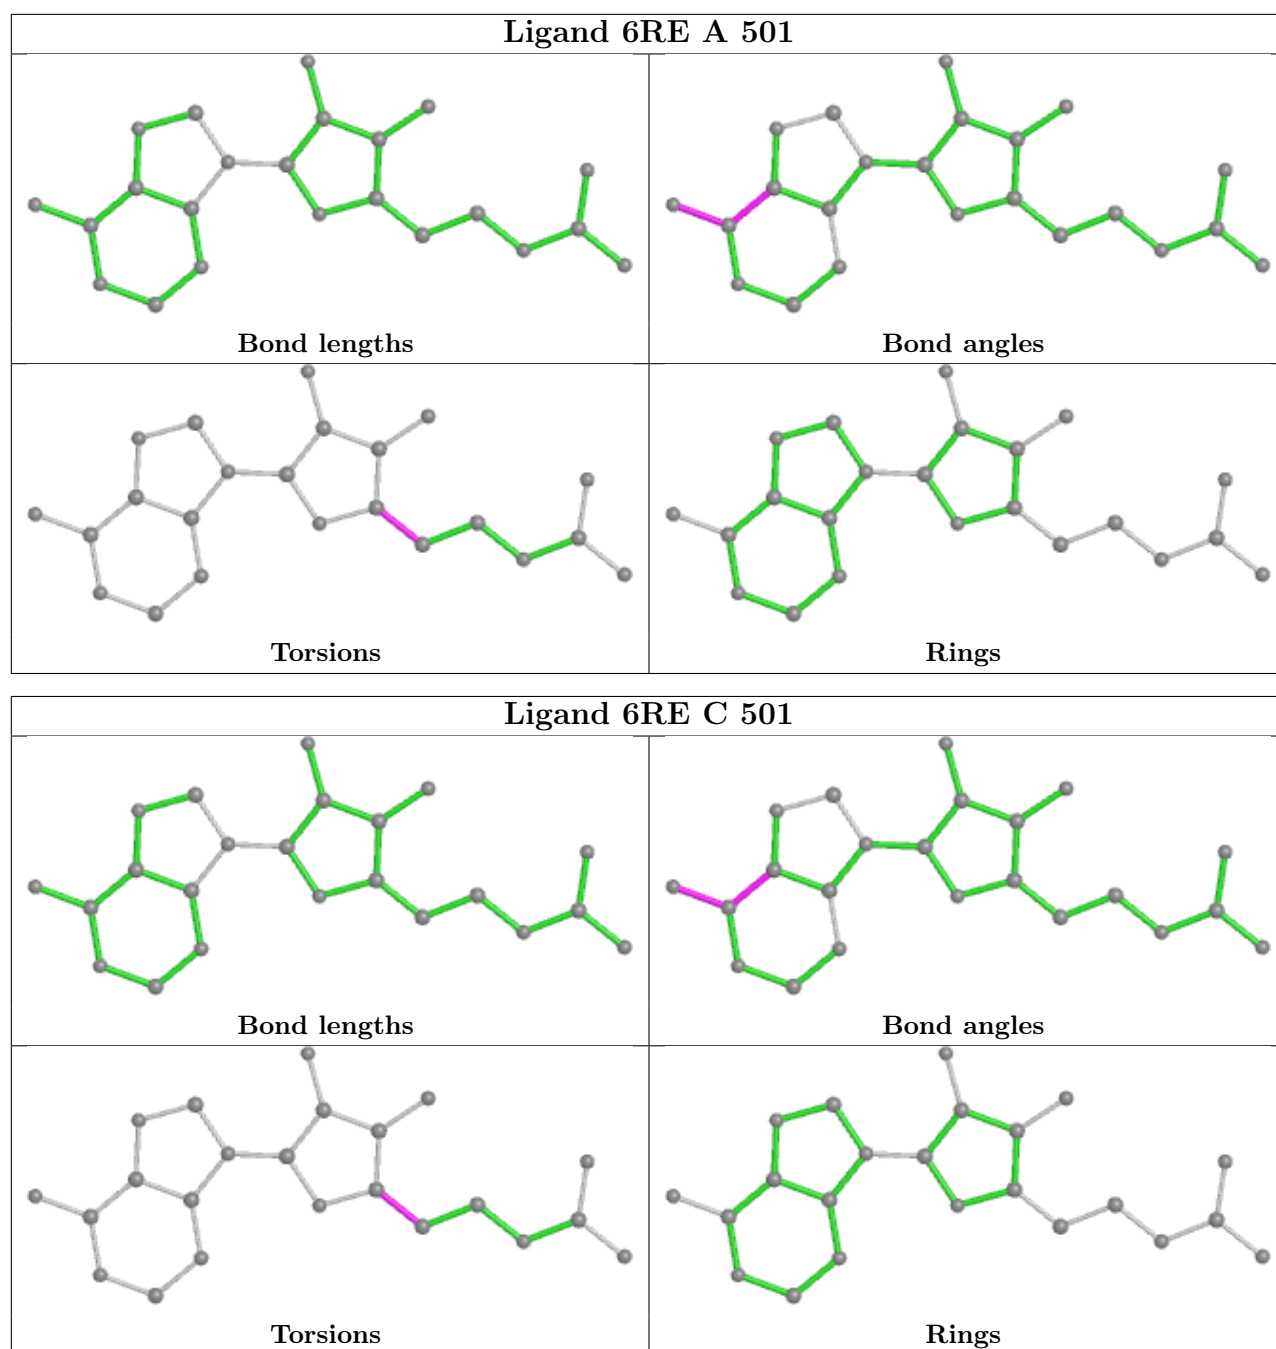 Ligand 6RE A 501
Bond lengths
Bond angles
Torsions
Rings
Ligand 6RE C 501
Bond lengths
Bond angles
Torsions
Rings